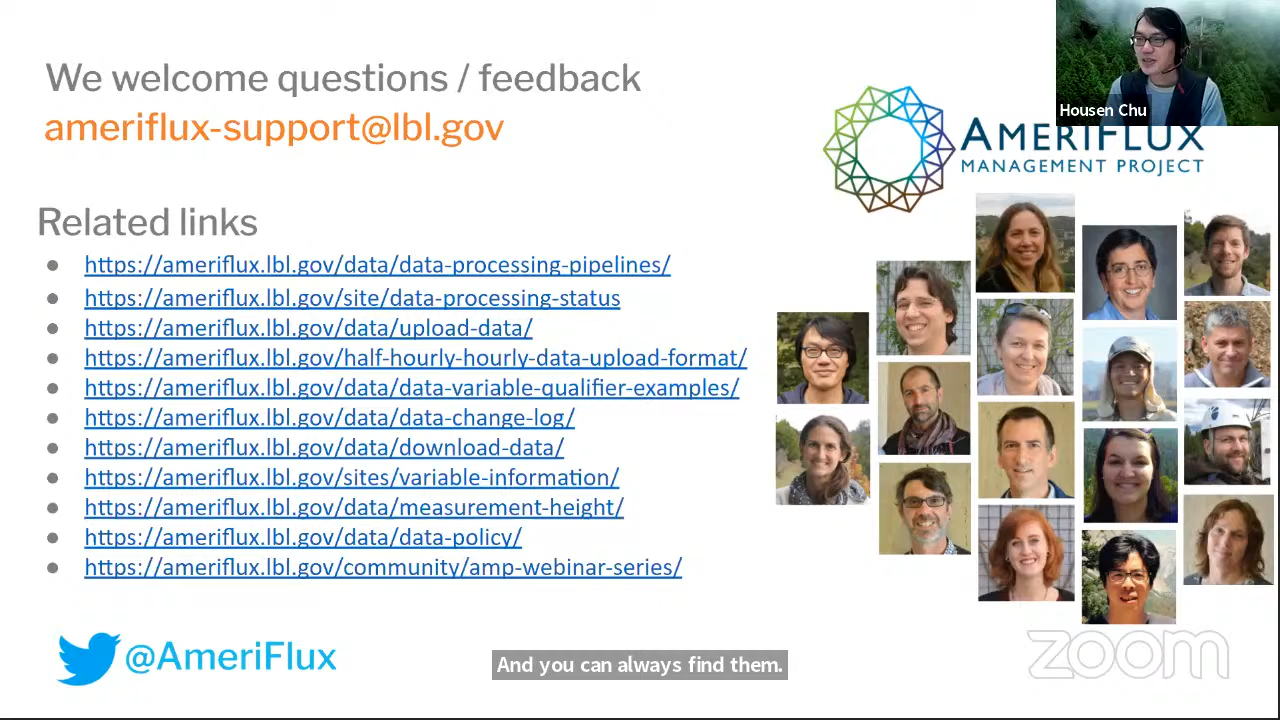 We welcome questions / feedback
ameriflux-support@lbl.gov
Housen Chu
AMERIFLUX
MANAGEMENT PROJECT
Related links
https://ameriflux.lbl.gov/data/data-processing-pipelines/
https://ameriflux.lbl.gov/site/data-processing-status
https://ameriflux.lbl.gov/data/upload-data/
https://ameriflux.lbl.gov/half-hourly-hourly-data-upload-format/
https://ameriflux.lbl.gov/data/data-variable-qualifier-examples/
https://ameriflux.lbl.gov/data/data-change-log/
https://ameriflux.lbl.gov/data/download-data/
https://ameriflux.lbl.gov/sites/variable-information/
https://ameriflux.lbl.gov/data/measurement-height/
https://ameriflux.lbl.gov/data/data-policy/
https://ameriflux.lbl.gov/community/amp-webinar-series/
@AmeriFlux
And you can always find them.
zoom